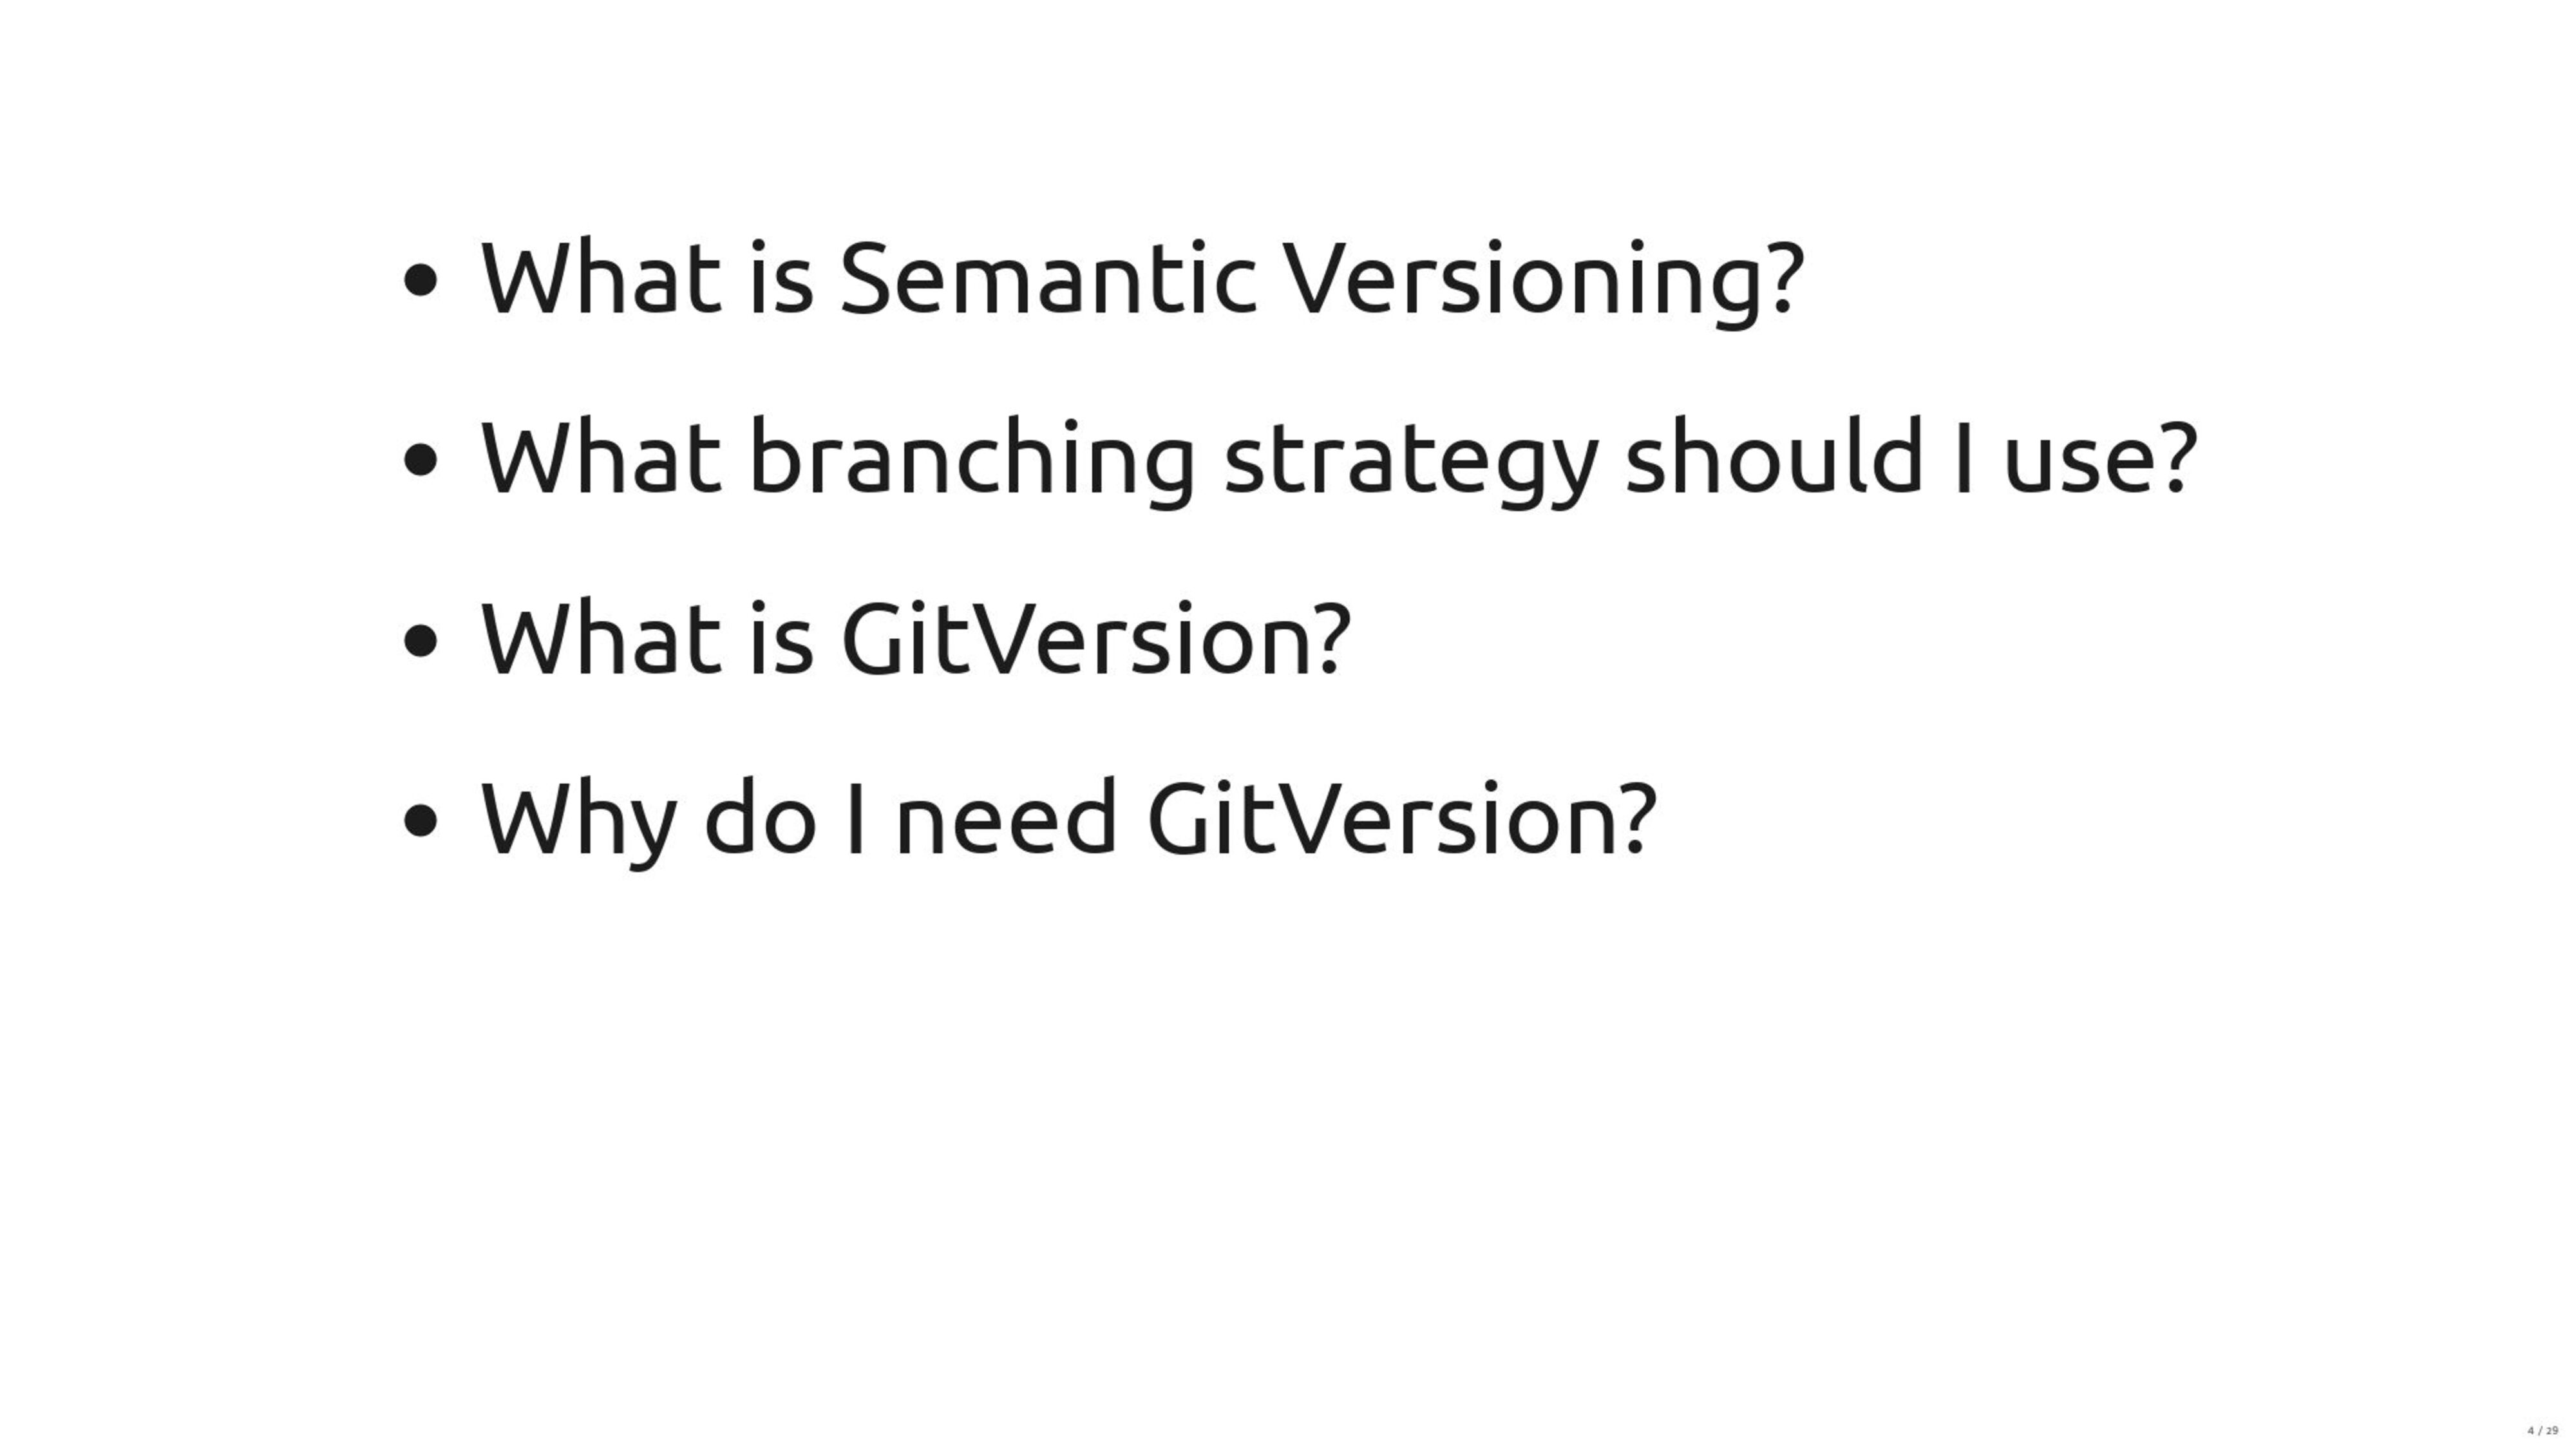 • What is Semantic Versioning?
• What branching strategy should I use?
• What is GitVersion?
• Why do I need GitVersion?
4 / 29